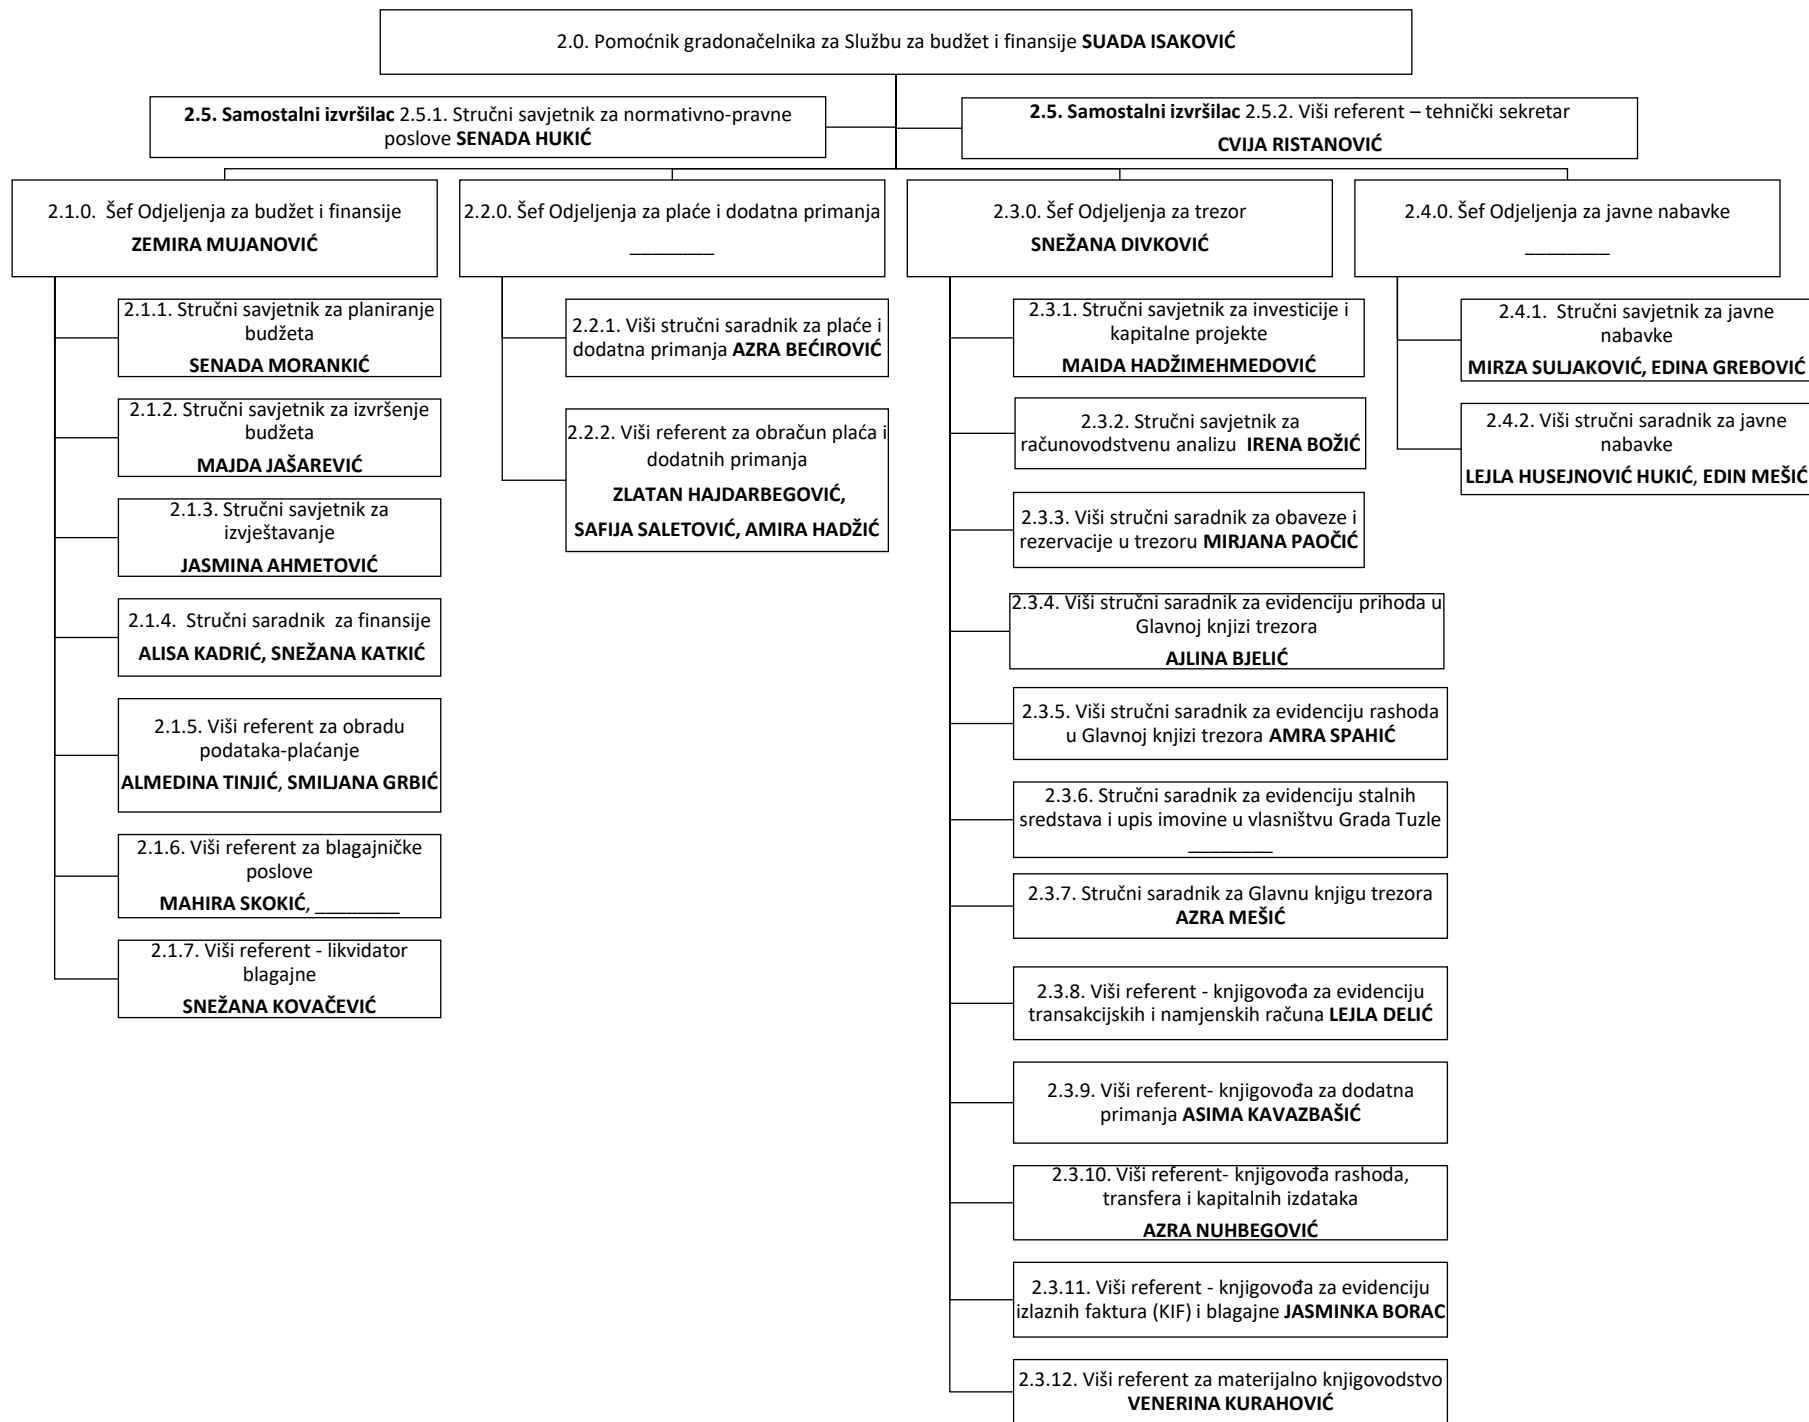 2.0. Pomoćnik gradonačelnika za Službu za budžet i finansije SUADA ISAKOVIĆ
2.5. Samostalni izvršilac 2.5.1. Stručni savjetnik za normativno-pravne
poslove SENADA HUKIĆ
2.5. Samostalni izvršilac 2.5.2. Viši referent – tehnički sekretar
CVIJA RISTANOVIĆ
2.1.0. Šef Odjeljenja za budžet i finansije
ZEMIRA MUJANOVIĆ
2.1.1. Stručni savjetnik za planiranje
budžeta
SENADA MORANKIĆ
2.1.2. Stručni savjetnik za izvršenje
budžeta
MAJDA JAŠAREVIĆ
2.1.3. Stručni savjetnik za
izvještavanje
JASMINA AHMETOVIĆ
2.1.4. Stručni saradnik za finansije
ALISA KADRIĆ, SNEŽANA KATKIĆ
2.1.5. Viši referent za obradu
podataka-plaćanje
ALMEDINA TINJIĆ, SMILJANA GRBIĆ
2.1.6. Viši referent za blagajničke
poslove
MAHIRA SKOKIĆ, ________
2.1.7. Viši referent - likvidator
blagajne
SNEŽANA KOVAČEVIĆ
2.2.0. Šef Odjeljenja za plaće i dodatna primanja
________
2.2.1. Viši stručni saradnik za plaće i
dodatna primanja AZRA BEĆIROVIĆ
2.2.2. Viši referent za obračun plaća i
dodatnih primanja
ZLATAN HAJDARBEGOVIĆ,
SAFIJA SALETOVIĆ, AMIRA HADŽIĆ
2.3.0. Šef Odjeljenja za trezor
SNEŽANA DIVKOVIĆ
2.3.1. Stručni savjetnik za investicije i
kapitalne projekte
MAIDA HADŽIMEHMEDOVIĆ
2.3.2. Stručni savjetnik za
računovodstvenu analizu IRENA BOŽIĆ
2.3.3. Viši stručni saradnik za obaveze i
rezervacije u trezoru MIRJANA PAOČIĆ
2.3.4. Viši stručni saradnik za evidenciju prihoda u
Glavnoj knjizi trezora
AJLINA BJELIĆ
2.3.5. Viši stručni saradnik za evidenciju rashoda
u Glavnoj knjizi trezora AMRA SPAHIĆ
2.3.6. Stručni saradnik za evidenciju stalnih
sredstava i upis imovine u vlasništvu Grada Tuzle
________
2.3.7. Stručni saradnik za Glavnu knjigu trezora
AZRA MEŠIĆ
2.3.8. Viši referent - knjigovođa za evidenciju
transakcijskih i namjenskih računa LEJLA DELIĆ
2.3.9. Viši referent- knjigovođa za dodatna
primanja ASIMA KAVAZBAŠIĆ
2.3.10. Viši referent- knjigovođa rashoda,
transfera i kapitalnih izdataka
AZRA NUHBEGOVIĆ
2.3.11. Viši referent - knjigovođa za evidenciju
izlaznih faktura (KIF) i blagajne JASMINKA BORAC
2.3.12. Viši referent za materijalno knjigovodstvo
VENERINA KURAHOVIĆ
2.4.0. Šef Odjeljenja za javne nabavke
________
2.4.1. Stručni savjetnik za javne
nabavke
MIRZA SULJAKOVIĆ, EDINA GREBOVIĆ
2.4.2. Viši stručni saradnik za javne
nabavke
LEJLA HUSEJNOVIĆ HUKIĆ, EDIN MEŠIĆ